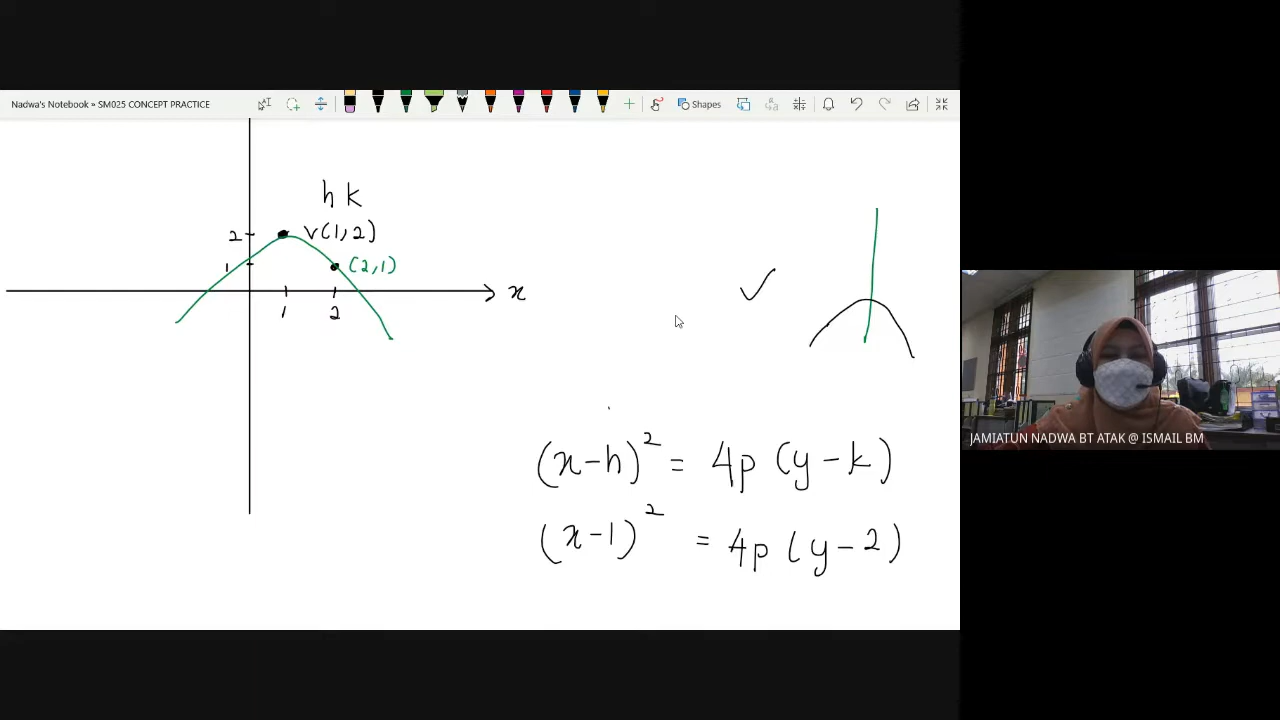 Nadwa's Notebook » SM025 CONCEPT PRACTICE
Shapes
h k
2 v(1,2)
1 (2,1)
x
1 2
(x-h)² = 4p (y-k)
(x-1)² = 4p (y-2)
JAMIATUN NADWA BT ATAK @ ISMAIL BM